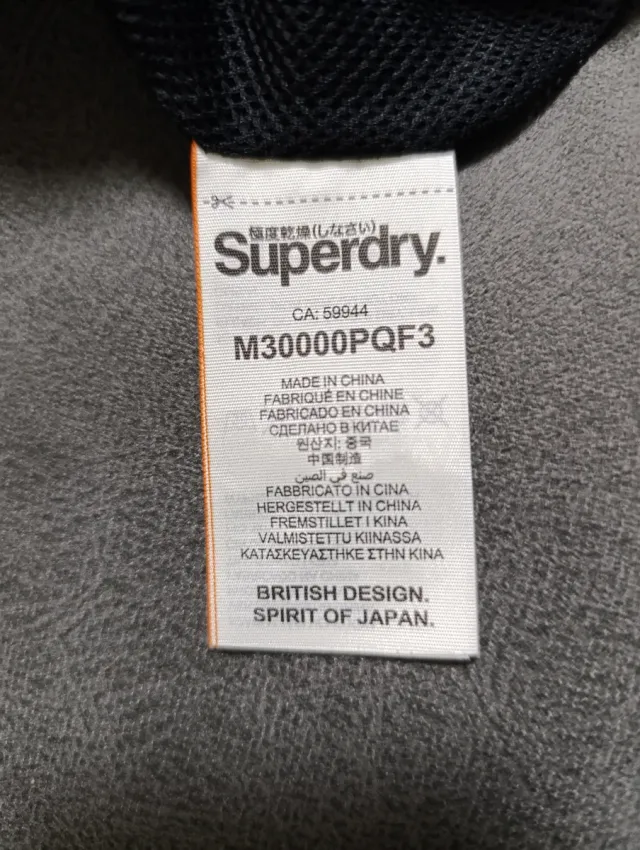 極度乾燥(しなさい)
Superdry.
CA: 59944
M30000PQF3
MADE IN CHINA
FABRIQUÉ EN CHINE
FABRICADO EN CHINA
СДЕЛАНО В КИТАЕ
원산지: 중국
中国制造
صنع في الصين
FABBRICATO IN CINA
HERGESTELLT IN CHINA
FREMSTILLET I KINA
VALMISTETTU KIINASSA
ΚΑΤΑΣΚΕΥΑΣΤΗΚΕ ΣΤΗΝ ΚΙΝΑ
BRITISH DESIGN.
SPIRIT OF JAPAN.